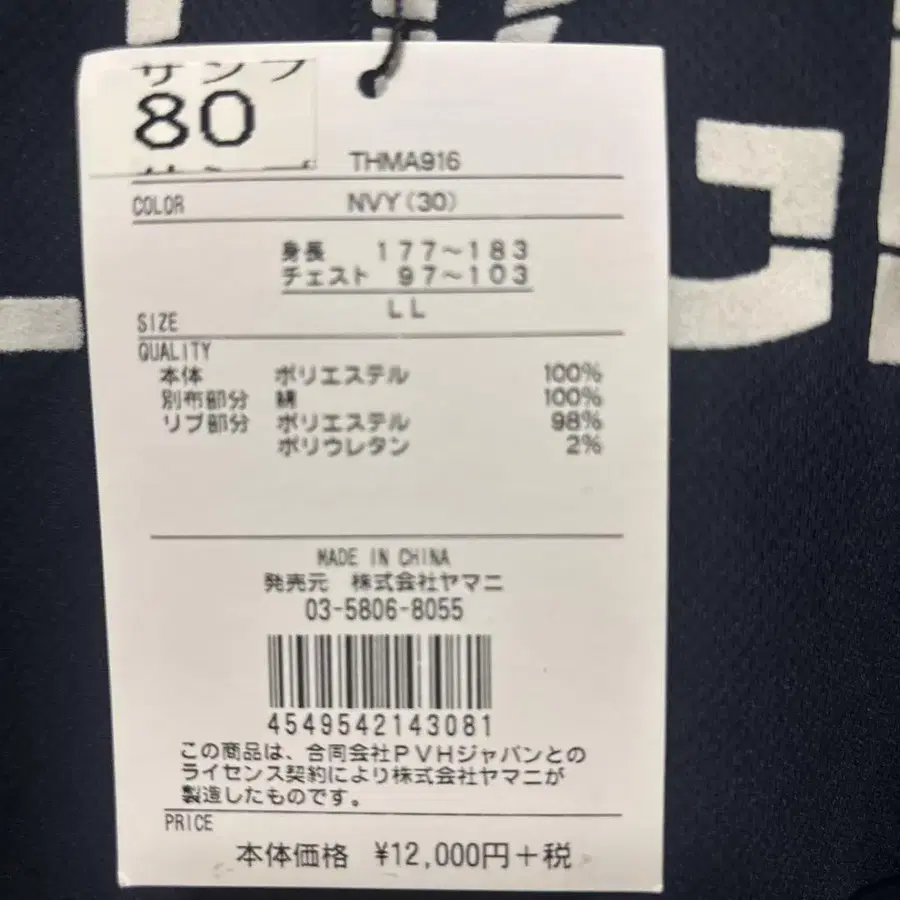 サンプ
80
THMA916
COLOR NVY(30)
身長 177～183
チェスト 97～103
LL
SIZE
QUALITY
本体 ポリエステル 100%
別布部分 綿 100%
リブ部分 ポリエステル 98%
ポリウレタン 2%
MADE IN CHINA
発売元 株式会社ヤマニ
03-5806-8055
4549542143081
この商品は、合同会社PVHジャパンとの
ライセンス契約により株式会社ヤマニが
製造したものです。
PRICE
本体価格 ¥12,000円+税